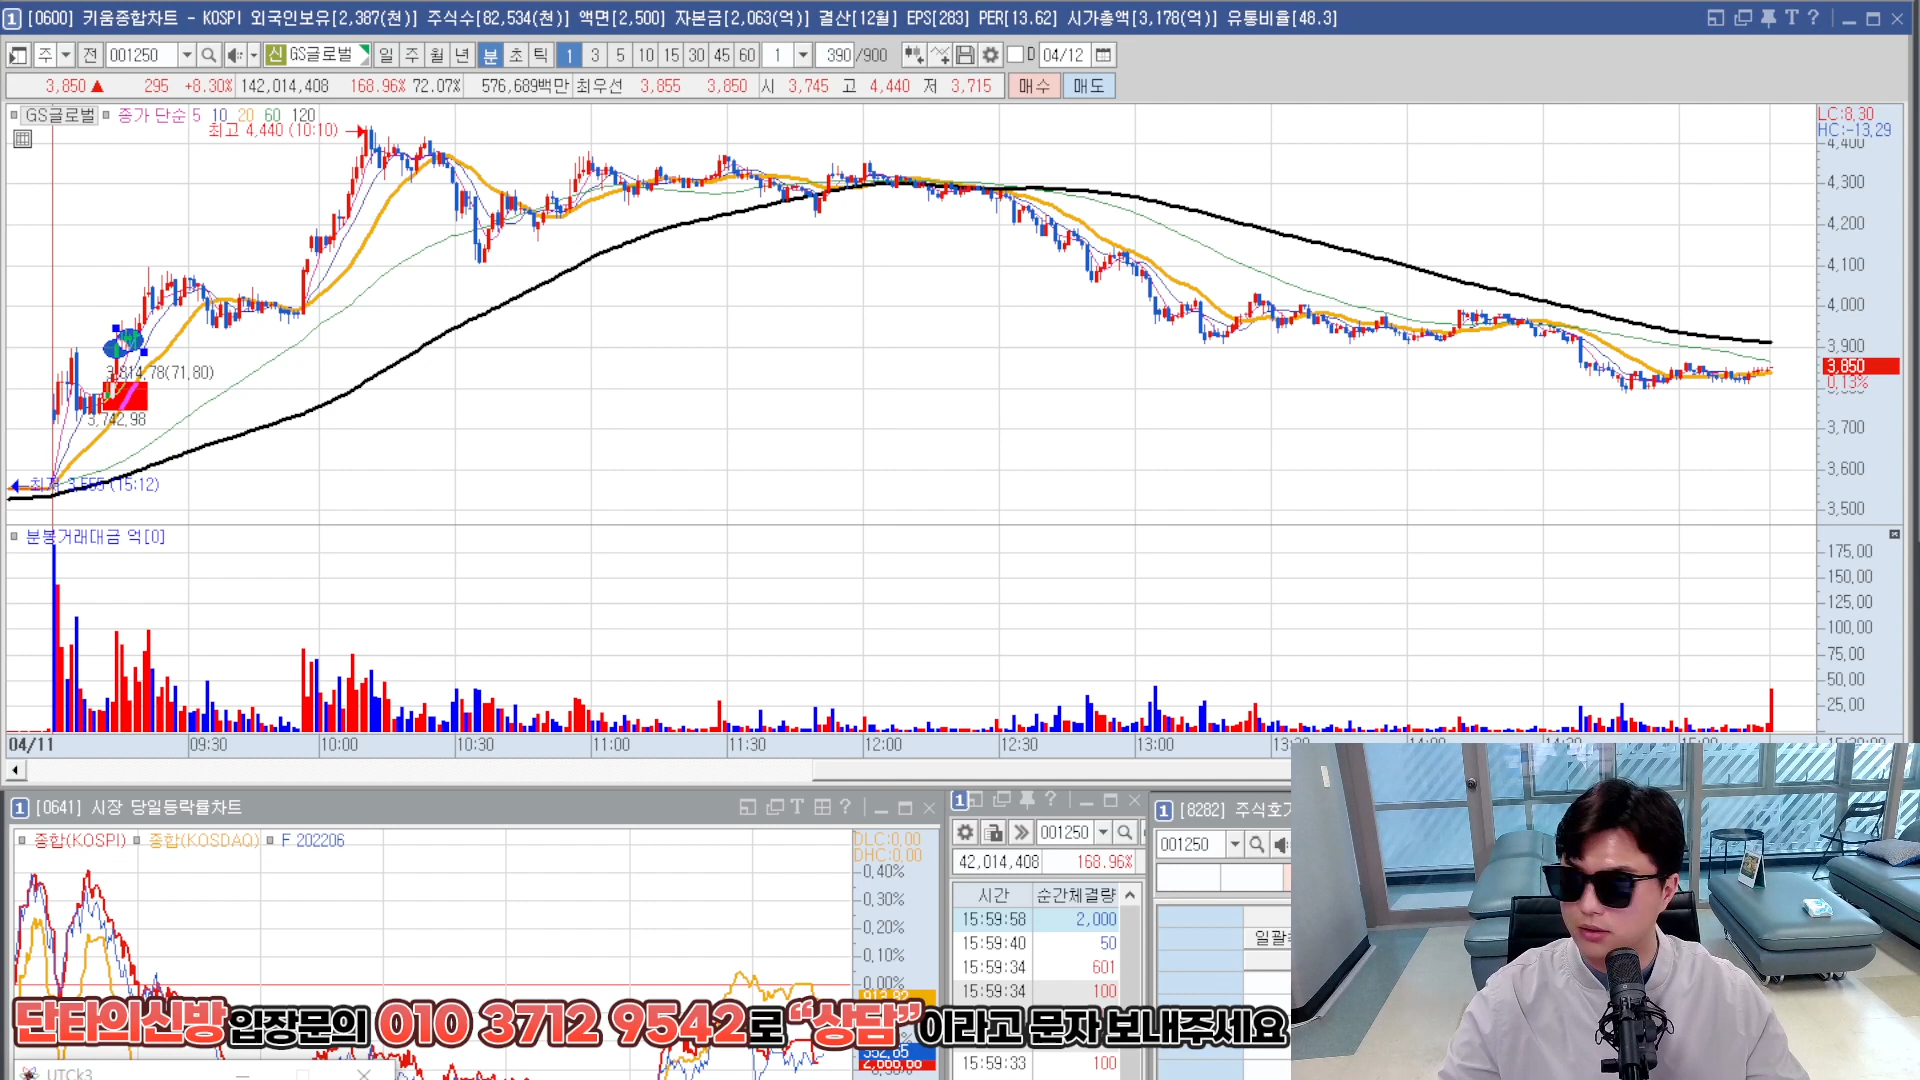 1 [0600] 키움종합차트 - KOSPI 외국인보유[2,387(천)] 주식수[82,534(천)] 액면[2,500] 자본금[2,063(억)] 결산[12월] EPS[283] PER[13.62] 시가총액[3,178(억)] 유통비율[48.3]
주 전 001250 신 GS글로벌 일 주 월 년 분 초 틱 1 3 5 10 15 30 45 60 1 390 /900 D 04/12
3,850 ▲ 295 +8.30% 142,014,408 168.96% 72.07% 576,689백만 최우선 3,855 3,850 시 3,745 고 4,440 저 3,715 매수 매도
GS글로벌 종가 단순 5 10 20 60 120
최고 4,440 (10:10)
LC:8.30
HC:-13.29
4,400
4,300
4,200
4,100
4,000
3,900
3,850
0.13%
3,700
3,600
3,500
3,814.78(71.80)
3,742.98
최저 3,555 (15:12)
분봉거래대금 억[0]
175.00
150.00
125.00
100.00
75.00
50.00
25.00
04/11 09:30 10:00 10:30 11:00 11:30 12:00 12:30 13:00
1 [0641] 시장 당일등락률차트
종합(KOSPI) 종합(KOSDAQ) F 202206
DLC:0.00
DHC:0.00
0.40%
0.30%
0.20%
0.10%
0.00%
1
001250
42,014,408 168.96%
시간 순간체결량
15:59:58 2,000
15:59:40 50
15:59:34 601
15:59:34 100
15:59:33 100
1 [8282] 주식호가
001250
일괄
단타의신방 입장문의 010 3712 9542로 “상담”이라고 문자 보내주세요
UTCk3